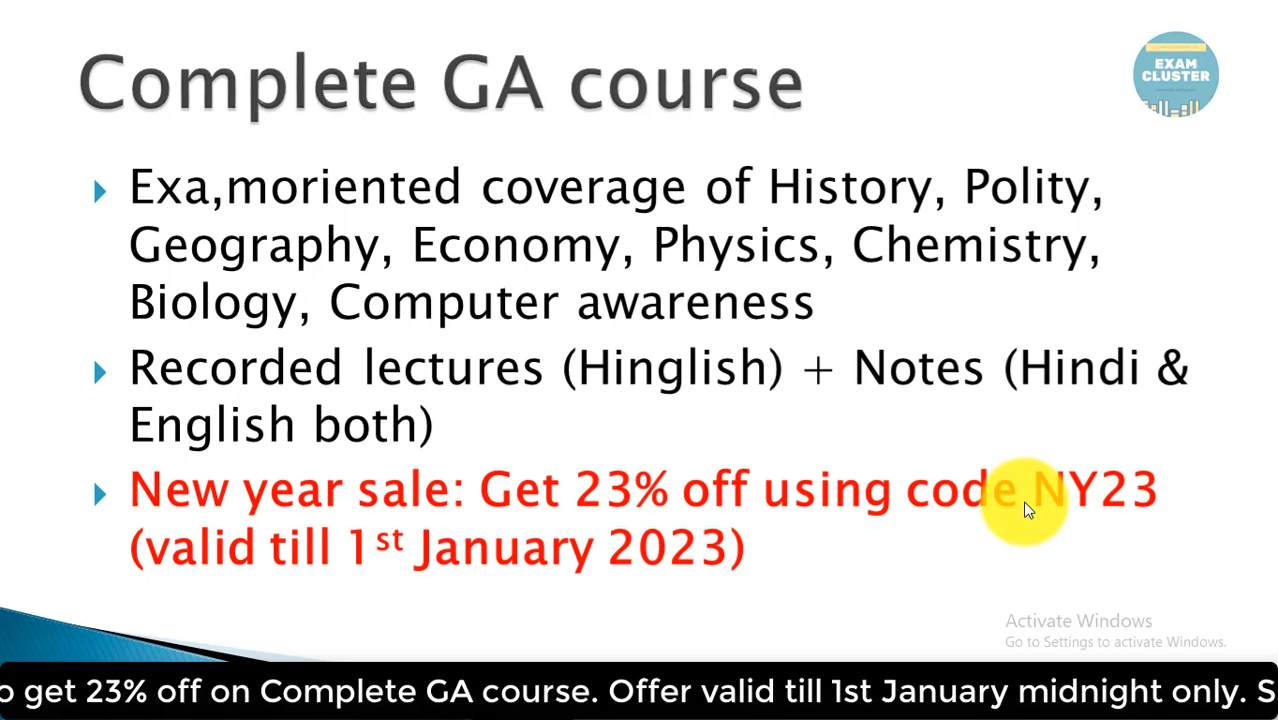 Complete GA course
EXAM
CLUSTER
Exa,moriented coverage of History, Polity,
Geography, Economy, Physics, Chemistry,
Biology, Computer awareness
Recorded lectures (Hinglish) + Notes (Hindi &
English both)
New year sale: Get 23% off using code NY23
(valid till 1st January 2023)
Activate Windows
Go to Settings to activate Windows.
o get 23% off on Complete GA course. Offer valid till 1st January midnight only. S